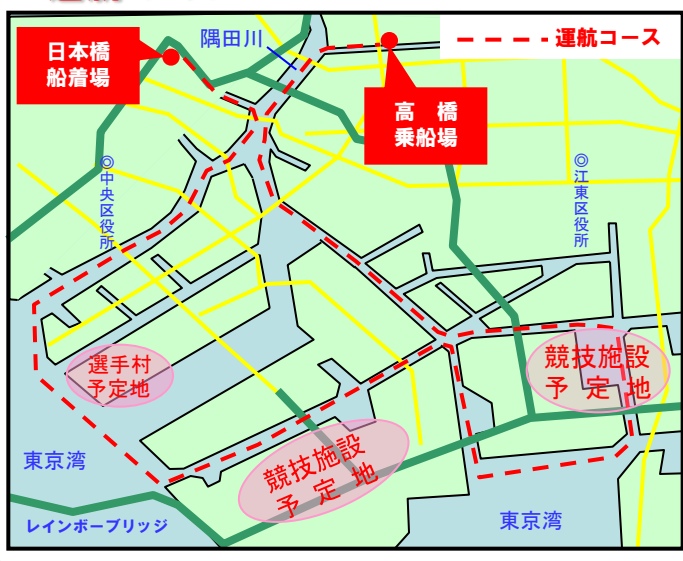 日本橋
船着場
隅田川
運航コース
高橋
乗船場
◎中央区役所
◎江東区役所
選手村
予定地
競技施設
予定地
競技施設
予定地
東京湾
東京湾
レインボーブリッジ